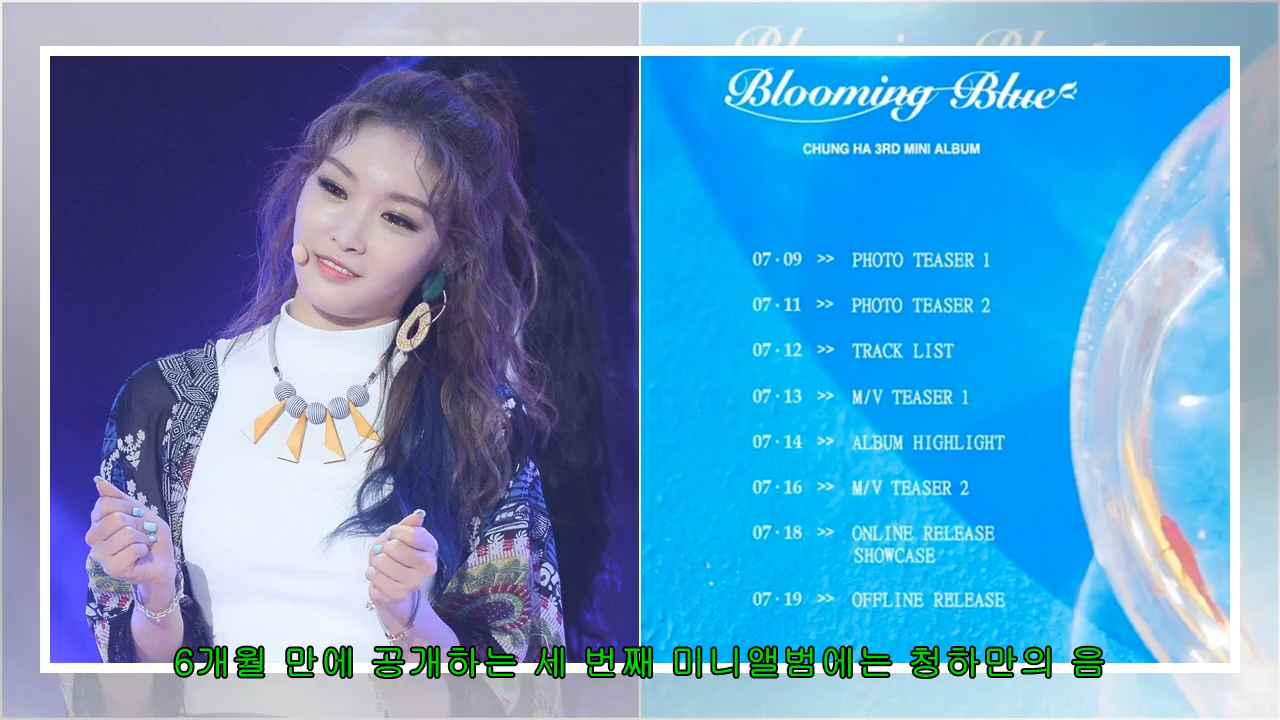 Blooming Blue
CHUNG HA 3RD MINI ALBUM
07·09 >> PHOTO TEASER 1
07·11 >> PHOTO TEASER 2
07·12 >> TRACK LIST
07·13 >> M/V TEASER 1
07·14 >> ALBUM HIGHLIGHT
07·16 >> M/V TEASER 2
07·18 >> ONLINE RELEASE
SHOWCASE
07·19 >> OFFLINE RELEASE
6개월 만에 공개하는 세 번째 미니앨범에는 청하만의 음